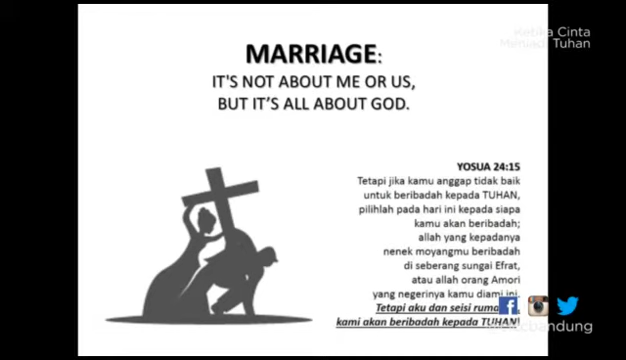 Ketika Cinta
Menjadi Tuhan
MARRIAGE:
IT'S NOT ABOUT ME OR US,
BUT IT'S ALL ABOUT GOD.
YOSUA 24:15
Tetapi jika kamu anggap tidak baik
untuk beribadah kepada TUHAN,
pilihlah pada hari ini kepada siapa
kamu akan beribadah;
allah yang kepadanya
nenek moyangmu beribadah
di seberang sungai Efrat,
atau allah orang Amori
yang negerinya kamu diami ini.
Tetapi aku dan seisi
kami akan beribadah kepada TUHAN!